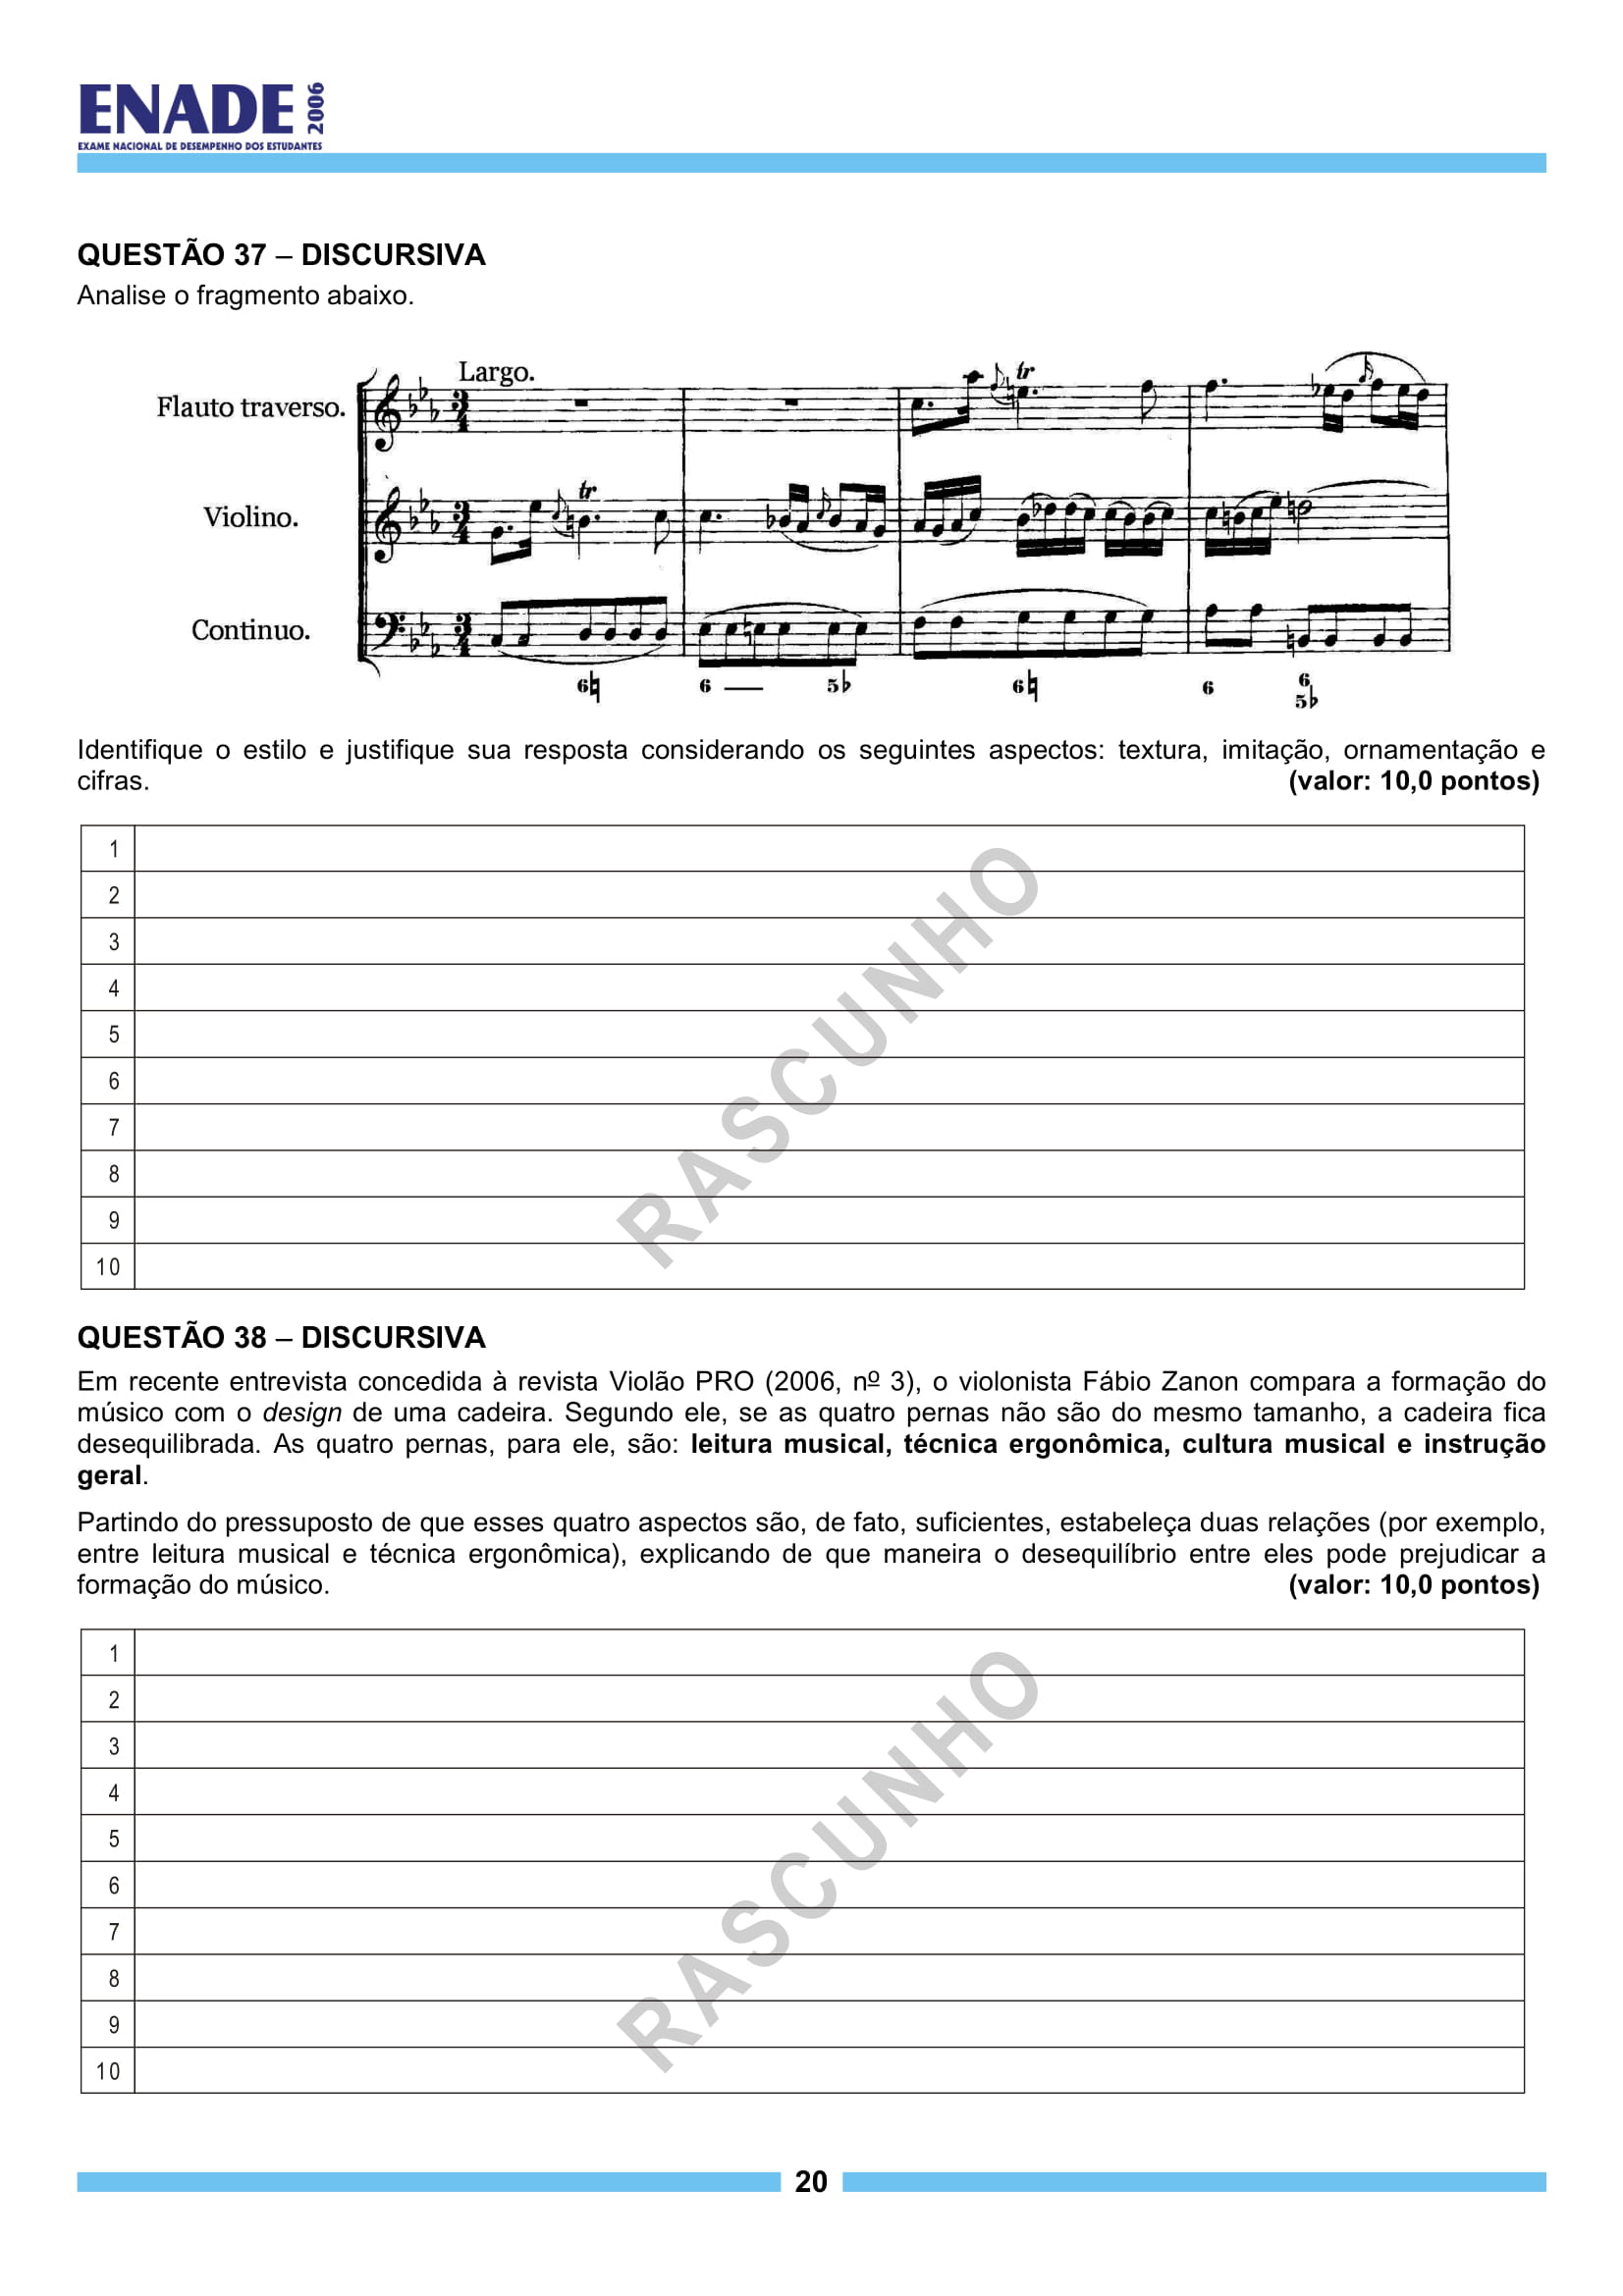 ENADE 2006
EXAME NACIONAL DE DESEMPENHO DOS ESTUDANTES
QUESTÃO 37 – DISCURSIVA
Analise o fragmento abaixo.
Largo.
Flauto traverso.
tr
Violino.
tr
Continuo.
6♮ 6 — 5♭ 6♮ 6 6
5♭
Identifique o estilo e justifique sua resposta considerando os seguintes aspectos: textura, imitação, ornamentação e
cifras. (valor: 10,0 pontos)
1
2
3
4
5
6
7
8
9
10
RASCUNHO
QUESTÃO 38 – DISCURSIVA
Em recente entrevista concedida à revista Violão PRO (2006, nº 3), o violonista Fábio Zanon compara a formação do
músico com o design de uma cadeira. Segundo ele, se as quatro pernas não são do mesmo tamanho, a cadeira fica
desequilibrada. As quatro pernas, para ele, são: leitura musical, técnica ergonômica, cultura musical e instrução
geral.
Partindo do pressuposto de que esses quatro aspectos são, de fato, suficientes, estabeleça duas relações (por exemplo,
entre leitura musical e técnica ergonômica), explicando de que maneira o desequilíbrio entre eles pode prejudicar a
formação do músico. (valor: 10,0 pontos)
1
2
3
4
5
6
7
8
9
10
RASCUNHO
20